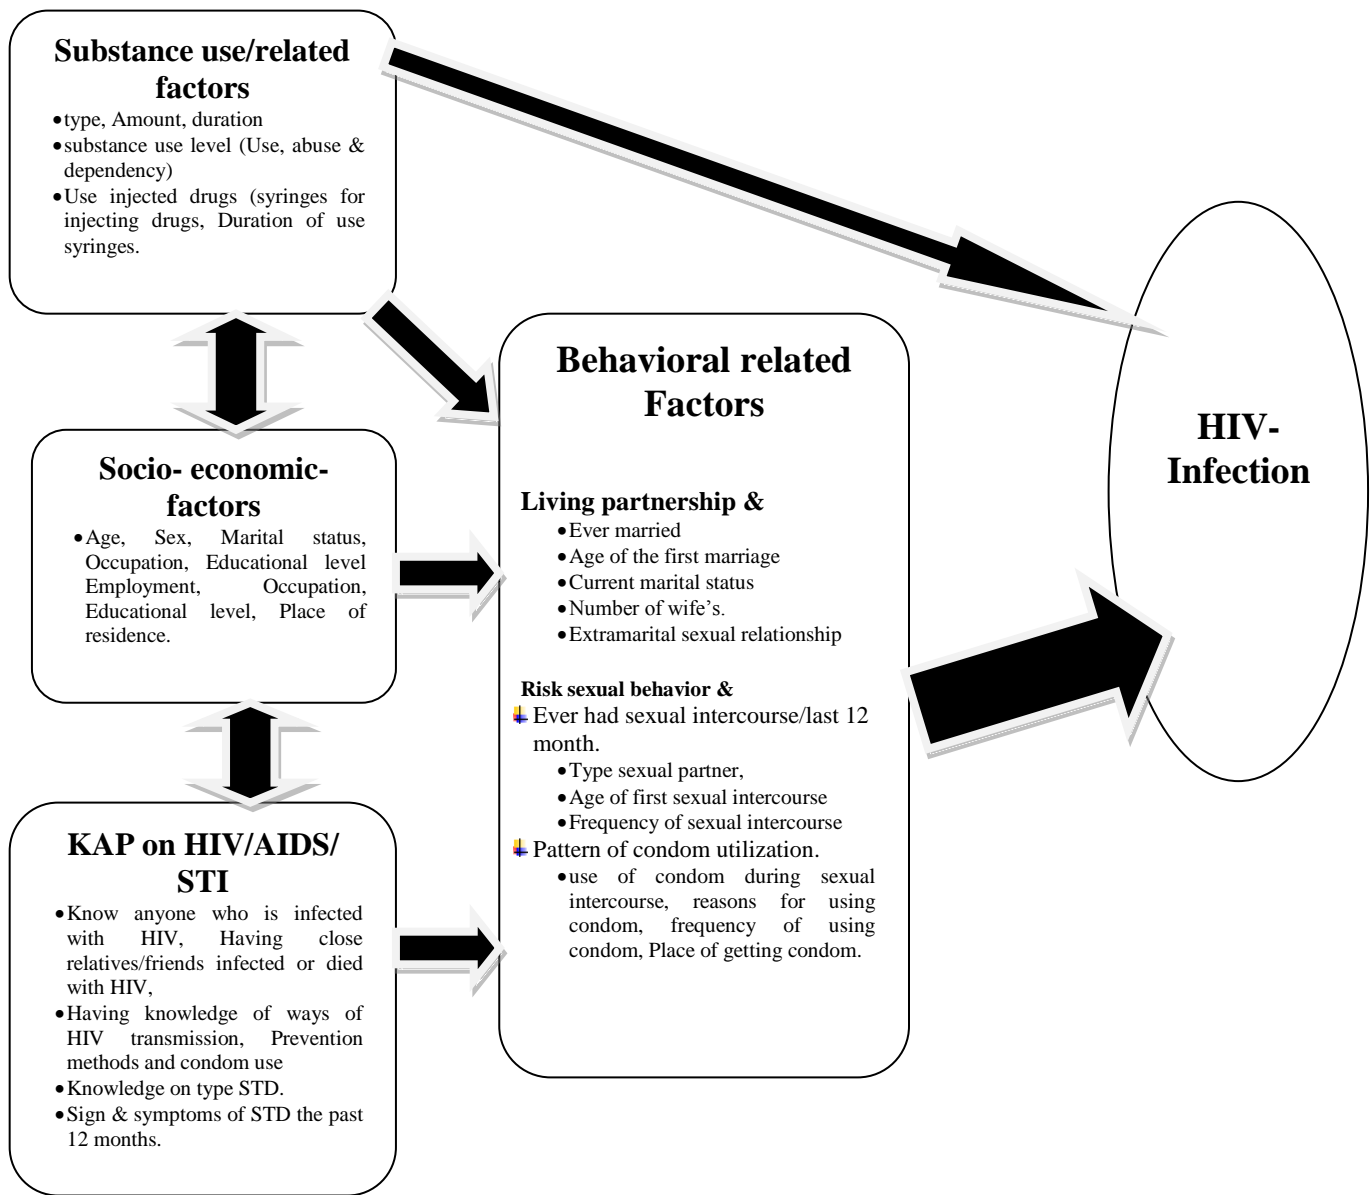 Substance use/related
factors
•type, Amount, duration
•substance use level (Use, abuse &
dependency)
•Use injected drugs (syringes for
injecting drugs, Duration of use
syringes.
Socio- economic-
factors
•Age, Sex, Marital status,
Occupation, Educational level
Employment, Occupation,
Educational level, Place of
residence.
KAP on HIV/AIDS/
STI
•Know anyone who is infected
with HIV, Having close
relatives/friends infected or died
with HIV,
•Having knowledge of ways of
HIV transmission, Prevention
methods and condom use
•Knowledge on type STD.
•Sign & symptoms of STD the past
12 months.
Behavioral related
Factors
Living partnership &
•Ever married
•Age of the first marriage
•Current marital status
•Number of wife's.
•Extramarital sexual relationship
Risk sexual behavior &
Ever had sexual intercourse/last 12
month.
•Type sexual partner,
•Age of first sexual intercourse
•Frequency of sexual intercourse
Pattern of condom utilization.
•use of condom during sexual
intercourse, reasons for using
condom, frequency of using
condom, Place of getting condom.
HIV-
Infection